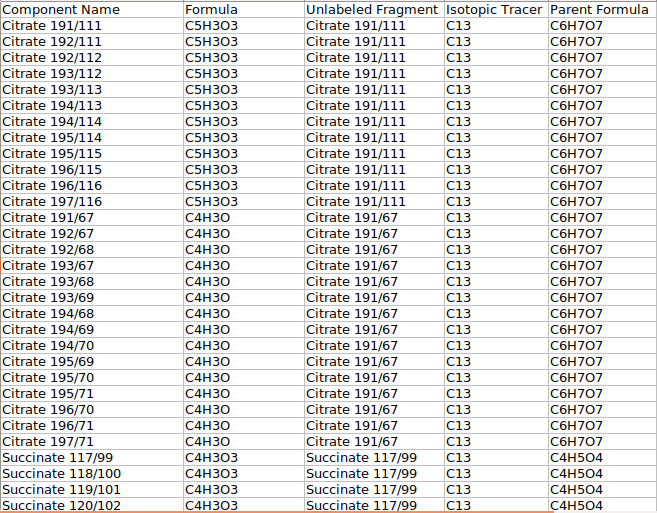 Component Name Formula Unlabeled Fragment Isotopic Tracer Parent Formula
Citrate 191/111 C5H3O3 Citrate 191/111 C13 C6H7O7
Citrate 192/111 C5H3O3 Citrate 191/111 C13 C6H7O7
Citrate 192/112 C5H3O3 Citrate 191/111 C13 C6H7O7
Citrate 193/112 C5H3O3 Citrate 191/111 C13 C6H7O7
Citrate 193/113 C5H3O3 Citrate 191/111 C13 C6H7O7
Citrate 194/113 C5H3O3 Citrate 191/111 C13 C6H7O7
Citrate 194/114 C5H3O3 Citrate 191/111 C13 C6H7O7
Citrate 195/114 C5H3O3 Citrate 191/111 C13 C6H7O7
Citrate 195/115 C5H3O3 Citrate 191/111 C13 C6H7O7
Citrate 196/115 C5H3O3 Citrate 191/111 C13 C6H7O7
Citrate 196/116 C5H3O3 Citrate 191/111 C13 C6H7O7
Citrate 197/116 C5H3O3 Citrate 191/111 C13 C6H7O7
Citrate 191/67 C4H3O Citrate 191/67 C13 C6H7O7
Citrate 192/67 C4H3O Citrate 191/67 C13 C6H7O7
Citrate 192/68 C4H3O Citrate 191/67 C13 C6H7O7
Citrate 193/67 C4H3O Citrate 191/67 C13 C6H7O7
Citrate 193/68 C4H3O Citrate 191/67 C13 C6H7O7
Citrate 193/69 C4H3O Citrate 191/67 C13 C6H7O7
Citrate 194/68 C4H3O Citrate 191/67 C13 C6H7O7
Citrate 194/69 C4H3O Citrate 191/67 C13 C6H7O7
Citrate 194/70 C4H3O Citrate 191/67 C13 C6H7O7
Citrate 195/69 C4H3O Citrate 191/67 C13 C6H7O7
Citrate 195/70 C4H3O Citrate 191/67 C13 C6H7O7
Citrate 195/71 C4H3O Citrate 191/67 C13 C6H7O7
Citrate 196/70 C4H3O Citrate 191/67 C13 C6H7O7
Citrate 196/71 C4H3O Citrate 191/67 C13 C6H7O7
Citrate 197/71 C4H3O Citrate 191/67 C13 C6H7O7
Succinate 117/99 C4H3O3 Succinate 117/99 C13 C4H5O4
Succinate 118/100 C4H3O3 Succinate 117/99 C13 C4H5O4
Succinate 119/101 C4H3O3 Succinate 117/99 C13 C4H5O4
Succinate 120/102 C4H3O3 Succinate 117/99 C13 C4H5O4